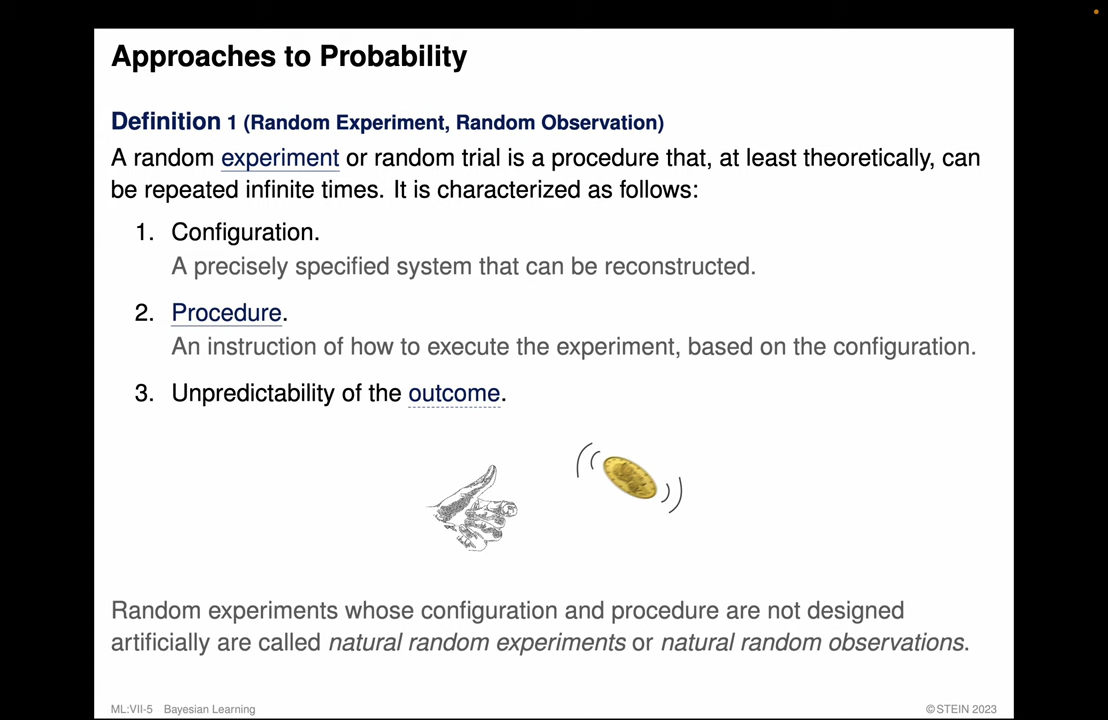 Approaches to Probability
Definition 1 (Random Experiment, Random Observation)
A random experiment or random trial is a procedure that, at least theoretically, can
be repeated infinite times. It is characterized as follows:
1. Configuration.
A precisely specified system that can be reconstructed.
2. Procedure.
An instruction of how to execute the experiment, based on the configuration.
3. Unpredictability of the outcome.
Random experiments whose configuration and procedure are not designed
artificially are called natural random experiments or natural random observations.
ML:VII-5 Bayesian Learning
©STEIN 2023